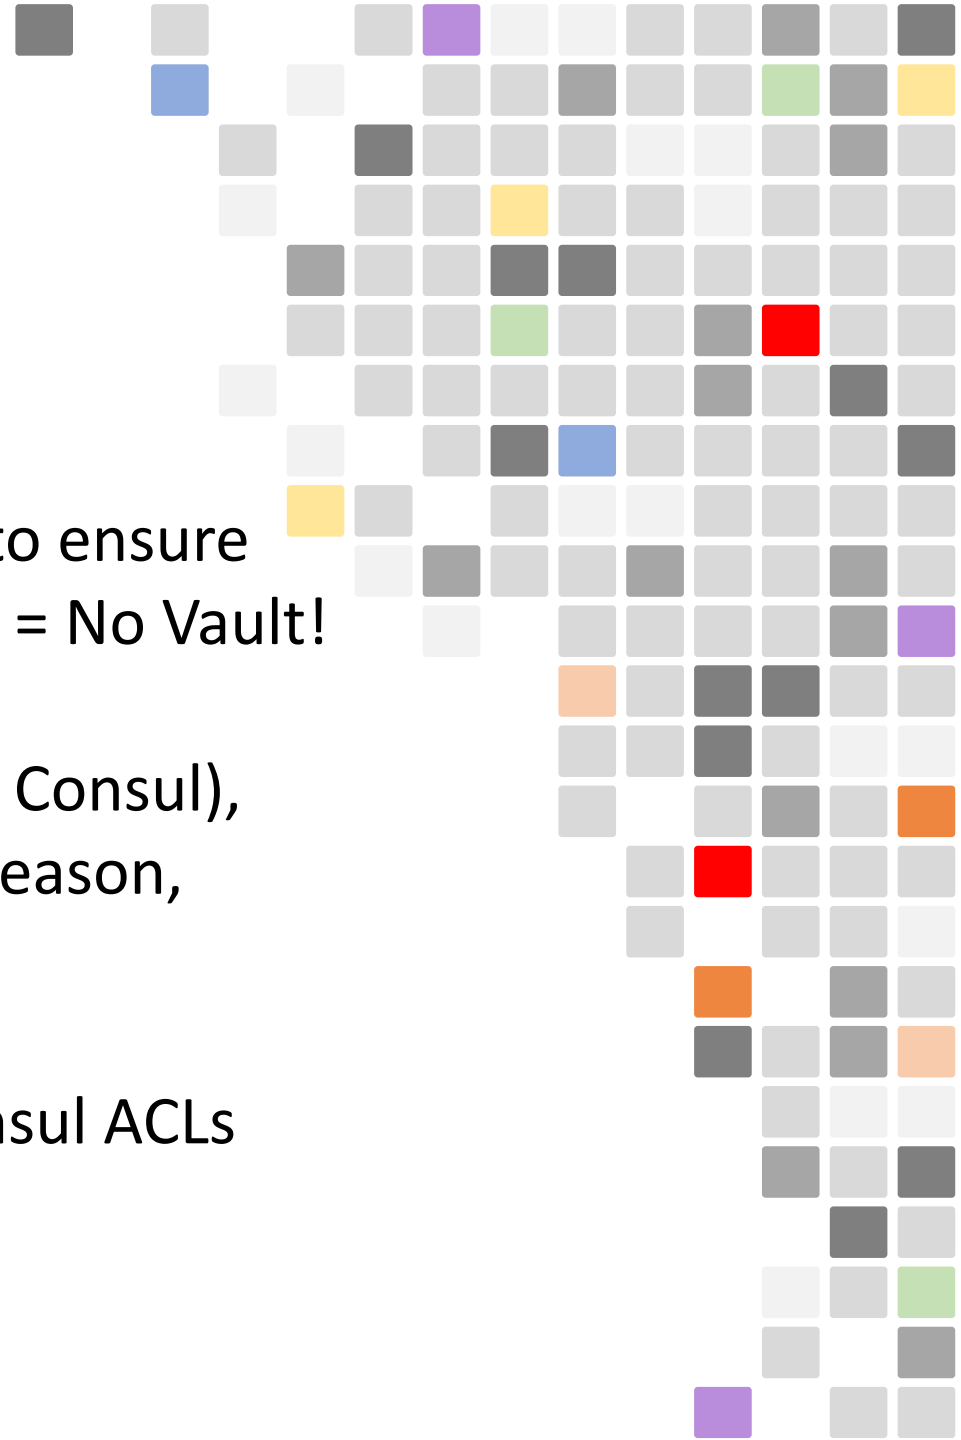 to ensure
= No Vault!
Consul),
eason,
nsul ACLs